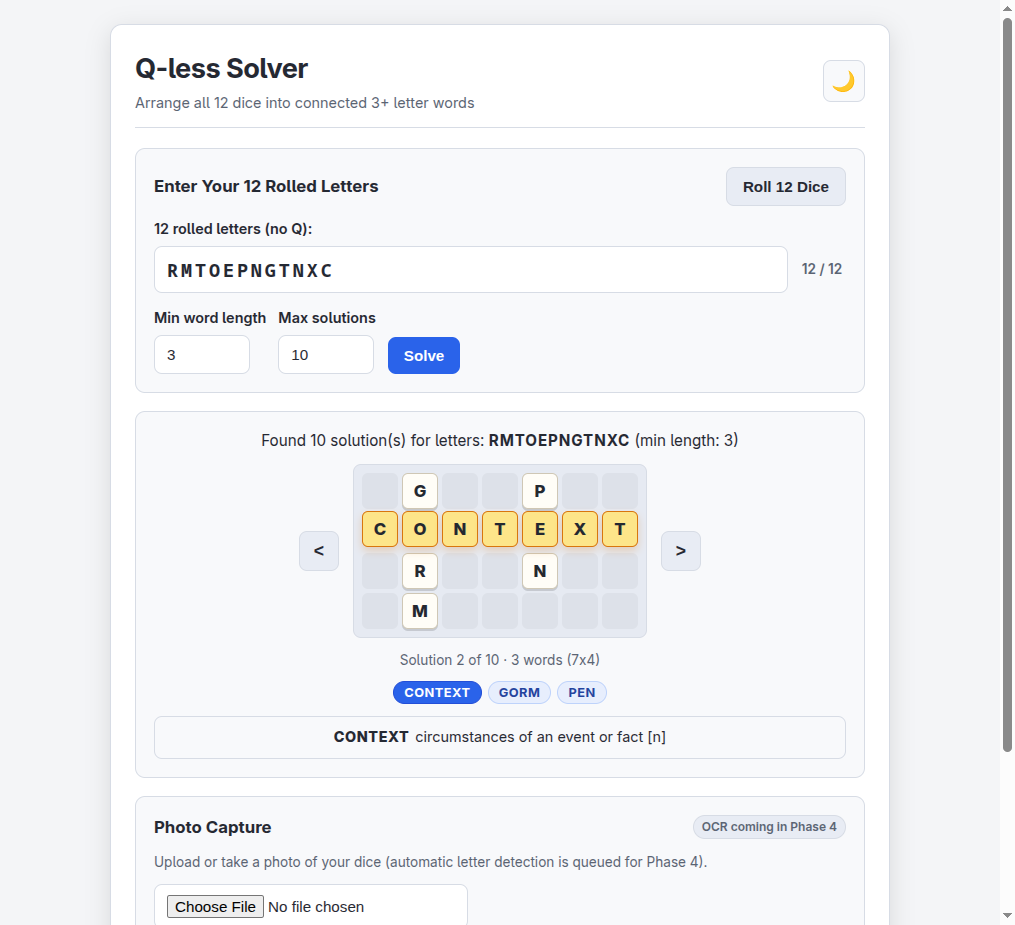 Q-less Solver
Arrange all 12 dice into connected 3+ letter words
🌙
Enter Your 12 Rolled Letters
Roll 12 Dice
12 rolled letters (no Q):
RMTOEPNGTNXC
12 / 12
Min word length Max solutions
3 10 Solve
Found 10 solution(s) for letters: RMTOEPNGTNXC (min length: 3)
G P
< C O N T E X T >
R N
M
Solution 2 of 10 · 3 words (7x4)
CONTEXT GORM PEN
CONTEXT circumstances of an event or fact [n]
Photo Capture
OCR coming in Phase 4
Upload or take a photo of your dice (automatic letter detection is queued for Phase 4).
Choose File No file chosen